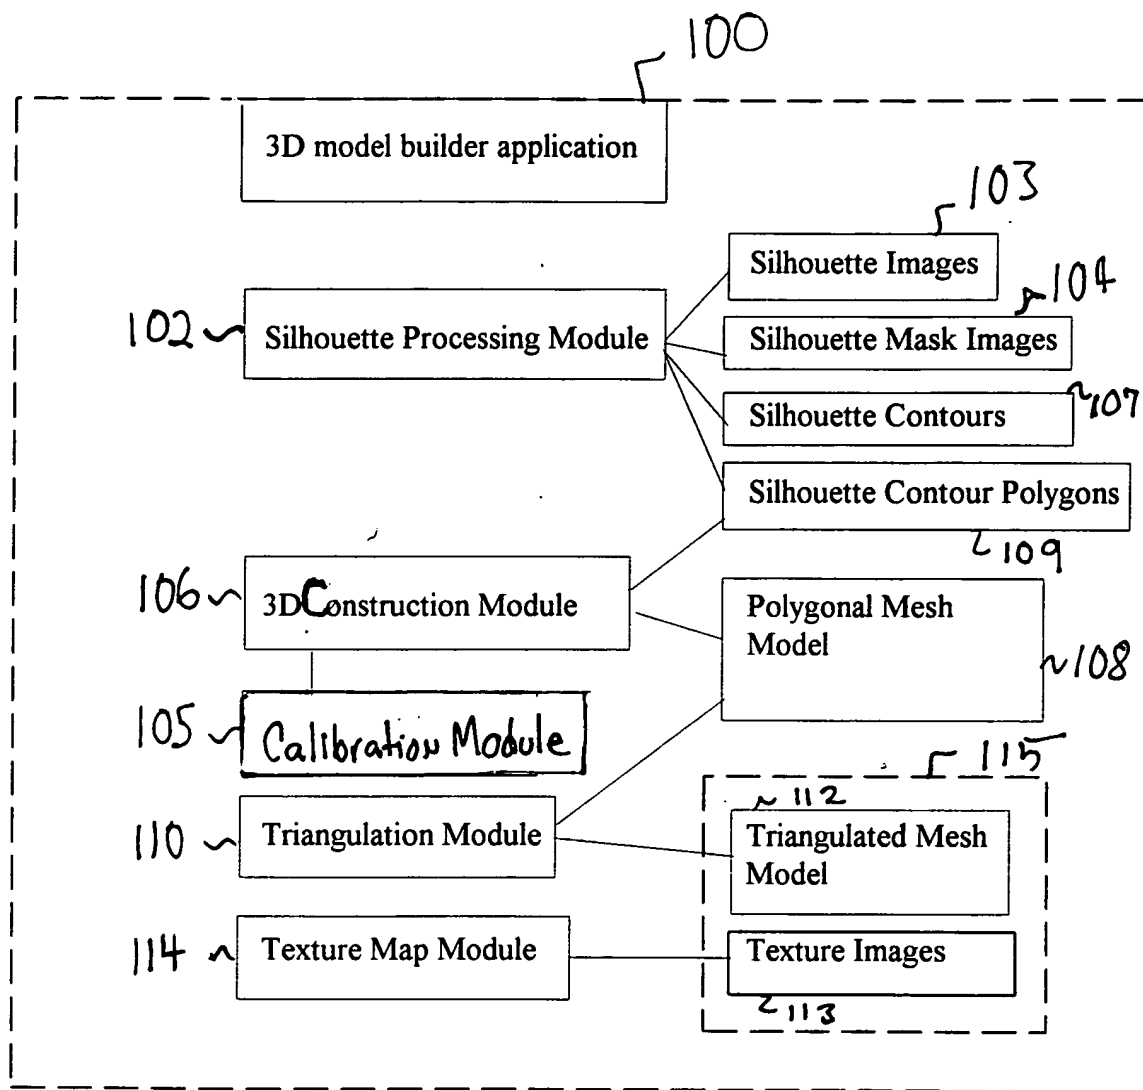 100
3D model builder application
103
Silhouette Images
104
102 Silhouette Processing Module
Silhouette Mask Images
107
Silhouette Contours
Silhouette Contour Polygons
109
106 3D Construction Module
Polygonal Mesh
Model
108
105 Calibration Module
115
112
110 Triangulation Module
Triangulated Mesh
Model
114 Texture Map Module
Texture Images
113